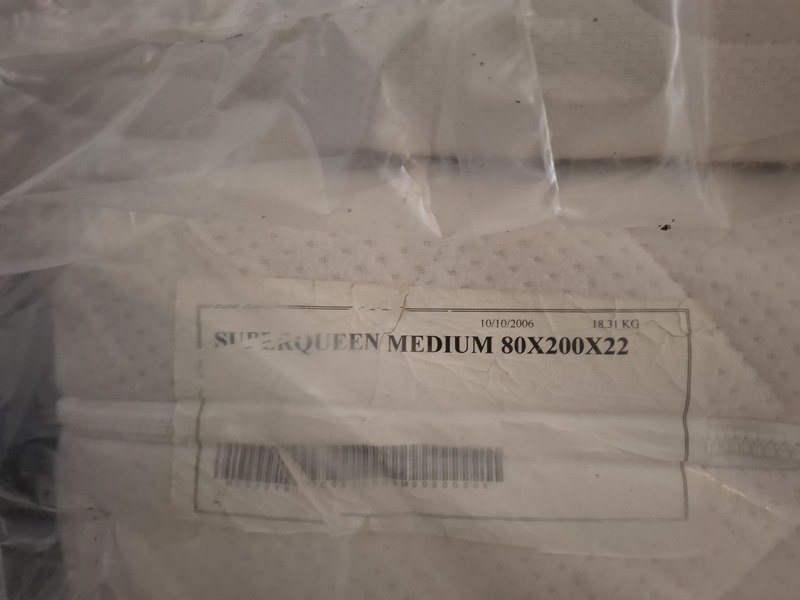 10/10/2006 18,31 KG
SUPERQUEEN MEDIUM 80X200X22